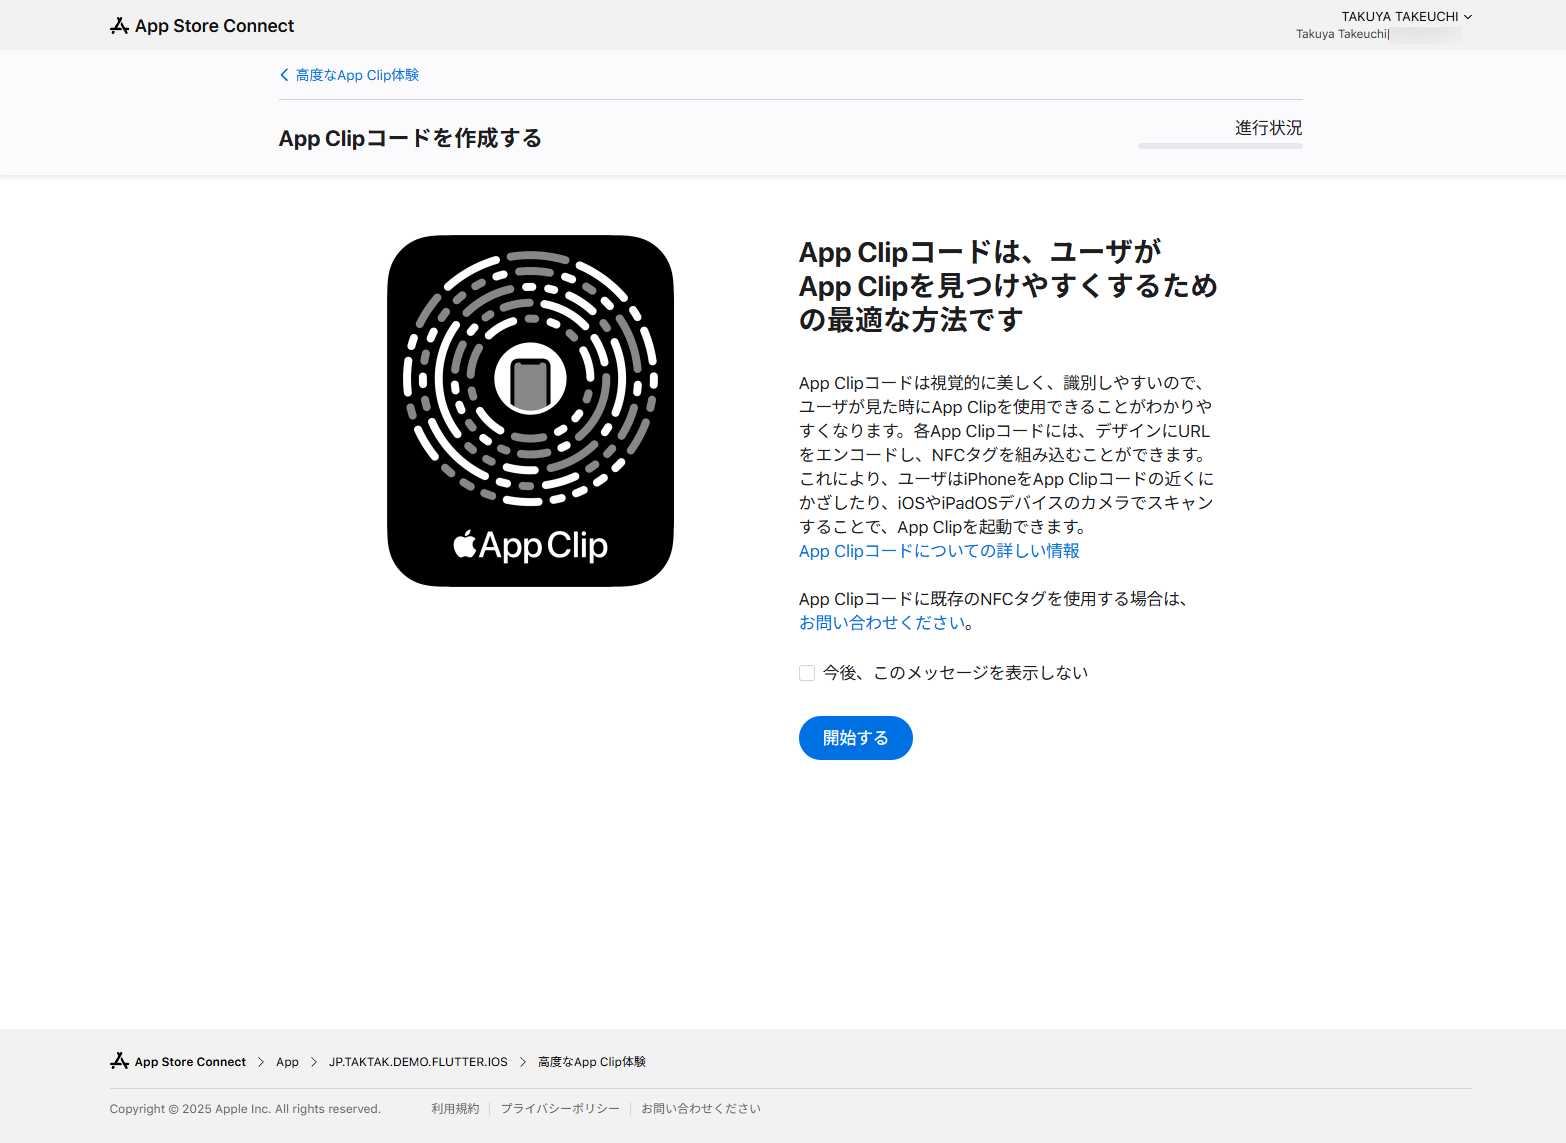 App Store Connect
TAKUYA TAKEUCHI
Takuya Takeuchi|
高度なApp Clip体験
App Clipコードを作成する
進行状況
App Clip
App Clipコードは、ユーザが
App Clipを見つけやすくするため
の最適な方法です
App Clipコードは視覚的に美しく、識別しやすいので、
ユーザが見た時にApp Clipを使用できることがわかりや
すくなります。各App Clipコードには、デザインにURL
をエンコードし、NFCタグを組み込むことができます。
これにより、ユーザはiPhoneをApp Clipコードの近くに
かざしたり、iOSやiPadOSデバイスのカメラでスキャン
することで、App Clipを起動できます。
App Clipコードについての詳しい情報
App Clipコードに既存のNFCタグを使用する場合は、
お問い合わせください。
今後、このメッセージを表示しない
開始する
App Store Connect > App > JP.TAKTAK.DEMO.FLUTTER.IOS > 高度なApp Clip体験
Copyright © 2025 Apple Inc. All rights reserved. 利用規約 プライバシーポリシー お問い合わせください